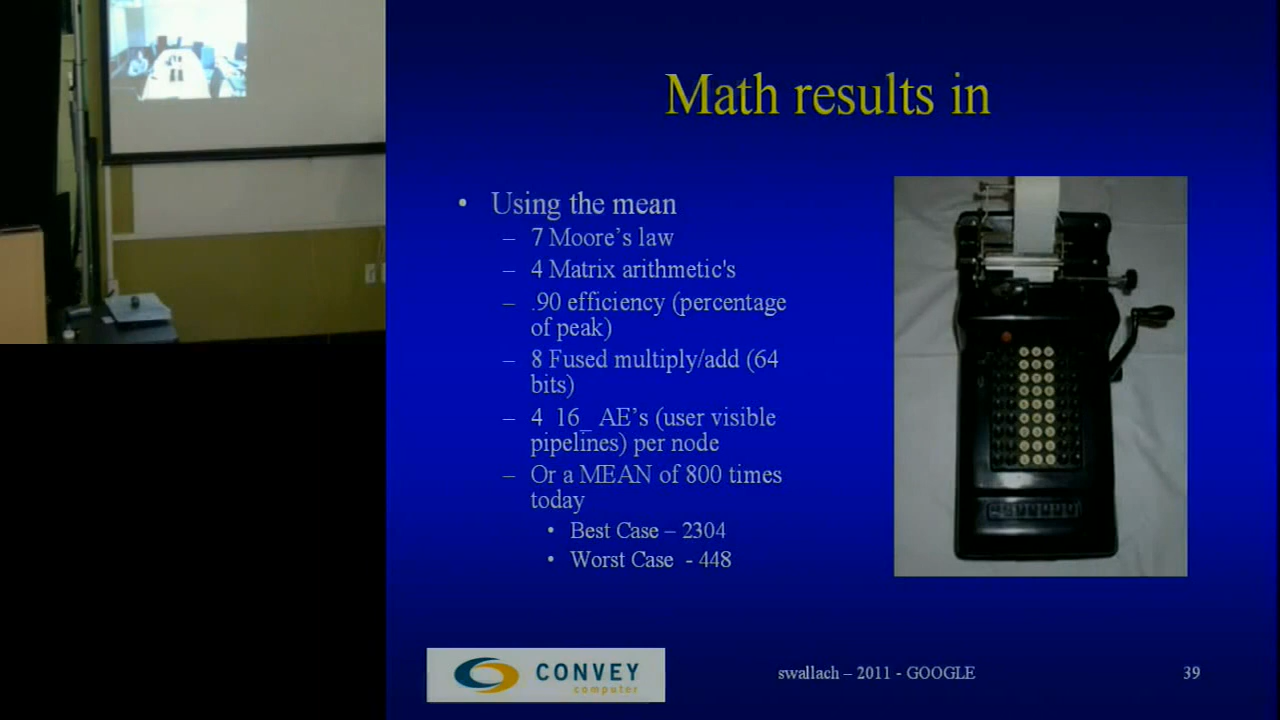 Math results in
• Using the mean
– 7 Moore’s law
– 4 Matrix arithmetic's
– .90 efficiency (percentage
of peak)
– 8 Fused multiply/add (64
bits)
– 4 16_ AE’s (user visible
pipelines) per node
– Or a MEAN of 800 times
today
• Best Case – 2304
• Worst Case - 448
CONVEY
computer
swallach – 2011 - GOOGLE
39